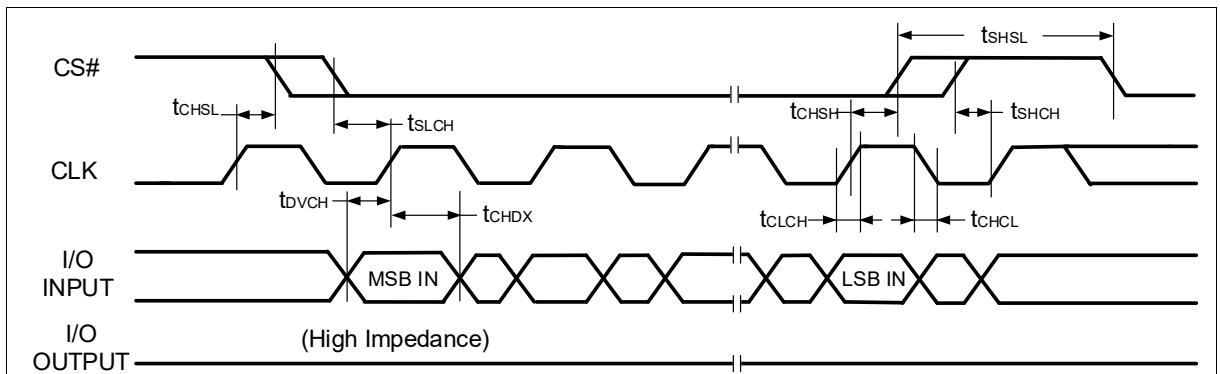 tSHSL
CS#
tCHSL
tSLCH
tCHSH
tSHCH
CLK
tDVCH
tCHDX
tCLCH
tCHCL
I/O
INPUT
MSB IN
LSB IN
I/O
OUTPUT
(High Impedance)